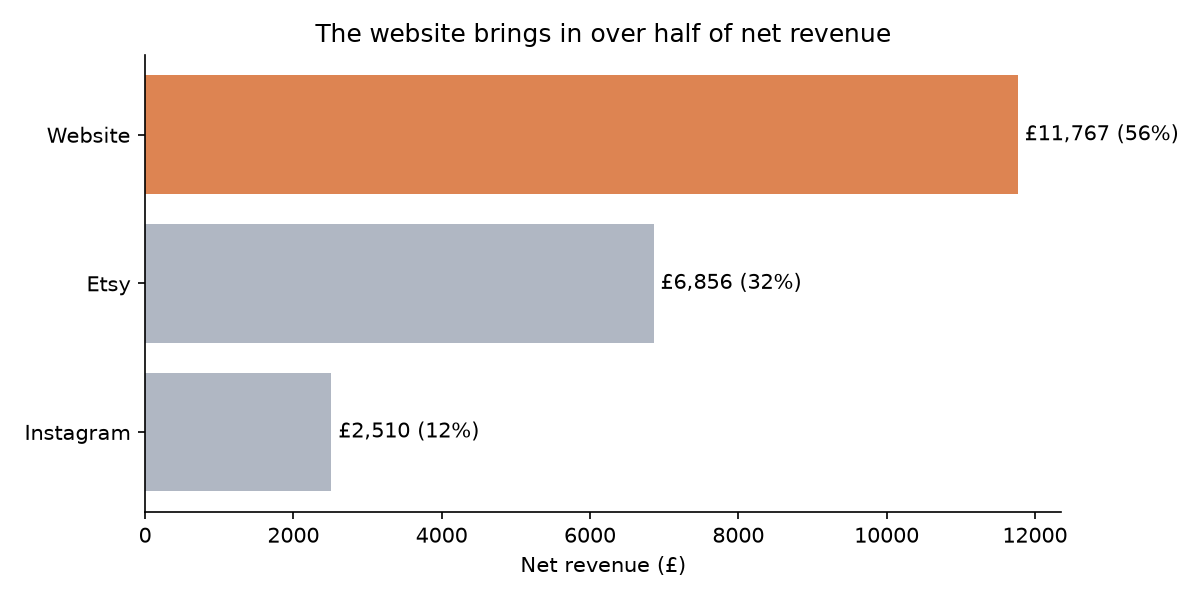 The website brings in over half of net revenue
Website
£11,767 (56%)
Etsy
£6,856 (32%)
Instagram
£2,510 (12%)
0 2000 4000 6000 8000 10000 12000
Net revenue (£)